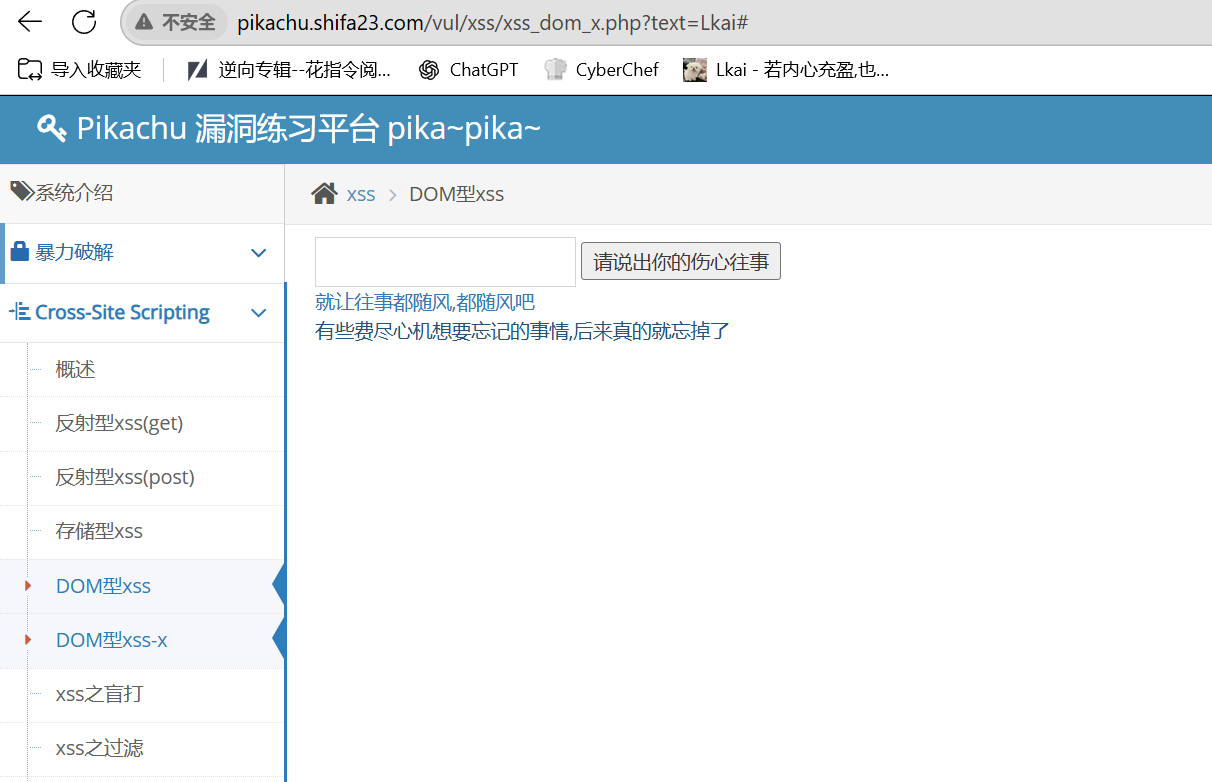 不安全 pikachu.shifa23.com/vul/xss/xss_dom_x.php?text=Lkai#
导入收藏夹 逆向专辑--花指令阅... ChatGPT CyberChef Lkai - 若内心充盈,也...
Pikachu 漏洞练习平台 pika~pika~
系统介绍
xss > DOM型xss
暴力破解
请说出你的伤心往事
就让往事都随风,都随风吧
Cross-Site Scripting
有些费尽心机想要忘记的事情,后来真的就忘掉了
概述
反射型xss(get)
反射型xss(post)
存储型xss
DOM型xss
DOM型xss-x
xss之盲打
xss之过滤